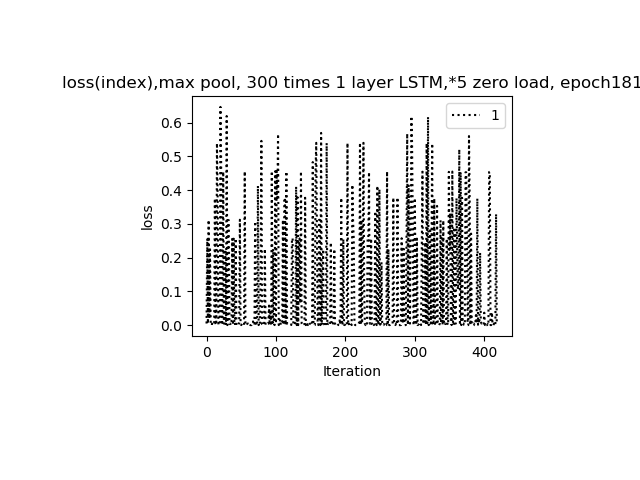 loss(index),max pool, 300 times 1 layer LSTM,*5 zero load, epoch181
1
0.6
0.5
0.4
0.3
0.2
0.1
0.0
loss
0 100 200 300 400
Iteration